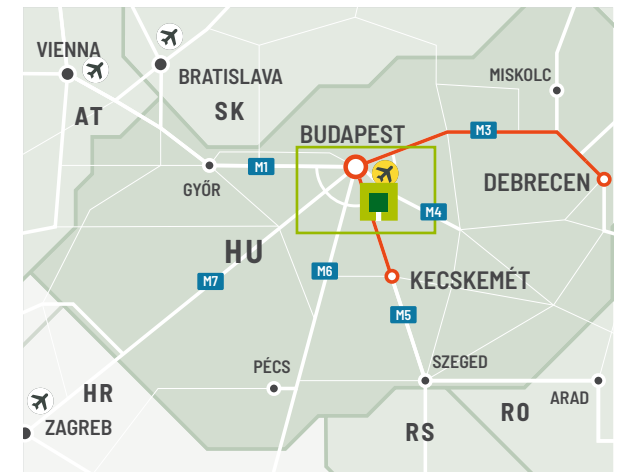 VIENNA
BRATISLAVA
MISKOLC
AT
SK
BUDAPEST
M3
M1
GYŐR
DEBRECEN
M4
HU
M7
M6
KECSKEMÉT
M5
PÉCS
SZEGED
HR
ARAD
RO
ZAGREB
RS